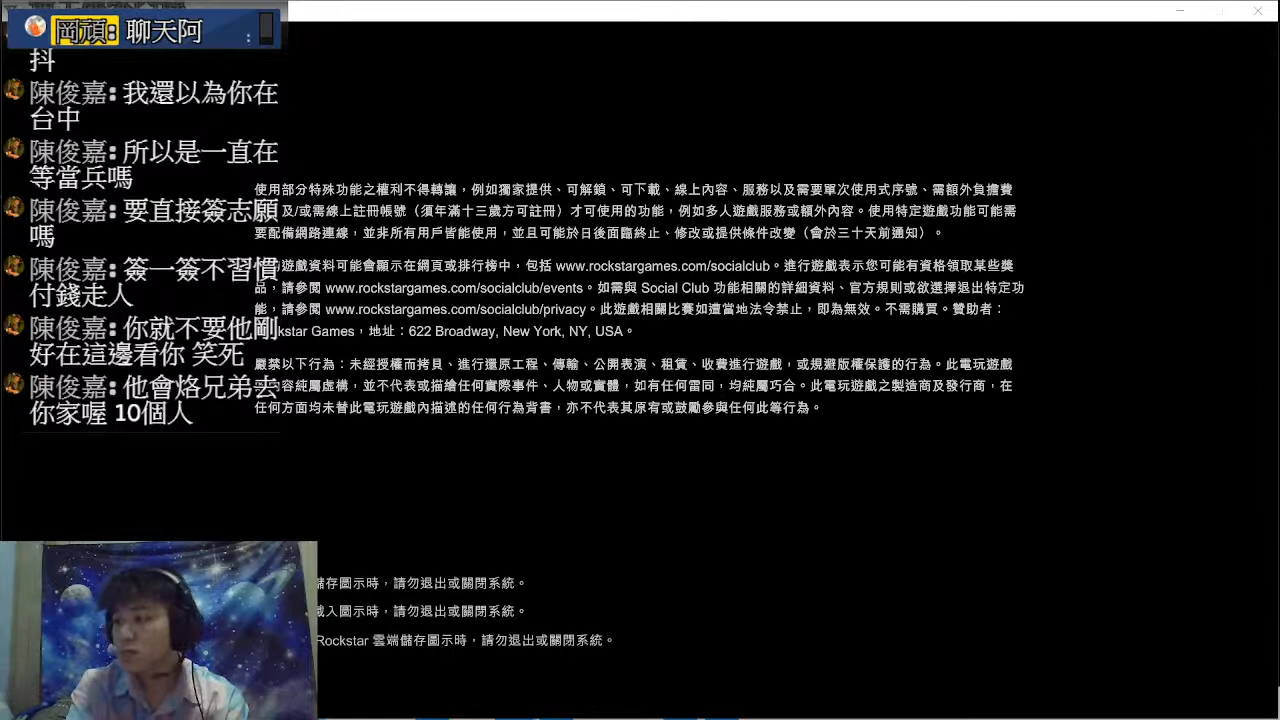 岡頑: 聊天阿
抖
陳俊嘉: 我還以為你在
台中
陳俊嘉: 所以是一直在
等當兵嗎
陳俊嘉: 要直接簽志願
嗎
陳俊嘉: 簽一簽不習慣
付錢走人
陳俊嘉: 你就不要他剛
好在這邊看你 笑死
陳俊嘉: 他會烙兄弟去
你家喔 10個人
使用部分特殊功能之權利不得轉讓，例如獨家提供、可解鎖、可下載、線上內容、服務以及需要單次使用式序號、需額外負擔費
及/或需線上註冊帳號（須年滿十三歲方可註冊）才可使用的功能，例如多人遊戲服務或額外內容。使用特定遊戲功能可能需
要配備網路連線，並非所有用戶皆能使用，並且可能於日後面臨終止、修改或提供條件改變（會於三十天前通知）。
遊戲資料可能會顯示在網頁或排行榜中，包括 www.rockstargames.com/socialclub。進行遊戲表示您可能有資格領取某些獎
品，請參閱 www.rockstargames.com/socialclub/events。如需與 Social Club 功能相關的詳細資料、官方規則或欲選擇退出特定功
能，請參閱 www.rockstargames.com/socialclub/privacy。此遊戲相關比賽如遭當地法令禁止，即為無效。不需購買。贊助者：
kstar Games，地址：622 Broadway, New York, NY, USA。
嚴禁以下行為：未經授權而拷貝、進行還原工程、傳輸、公開表演、租賃、收費進行遊戲，或規避版權保護的行為。此電玩遊戲
容純屬虛構，並不代表或描繪任何實際事件、人物或實體，如有任何雷同，均純屬巧合。此電玩遊戲之製造商及發行商，在
任何方面均未替此電玩遊戲內描述的任何行為背書，亦不代表其原宥或鼓勵參與任何此等行為。
儲存圖示時，請勿退出或關閉系統。
載入圖示時，請勿退出或關閉系統。
Rockstar 雲端儲存圖示時，請勿退出或關閉系統。